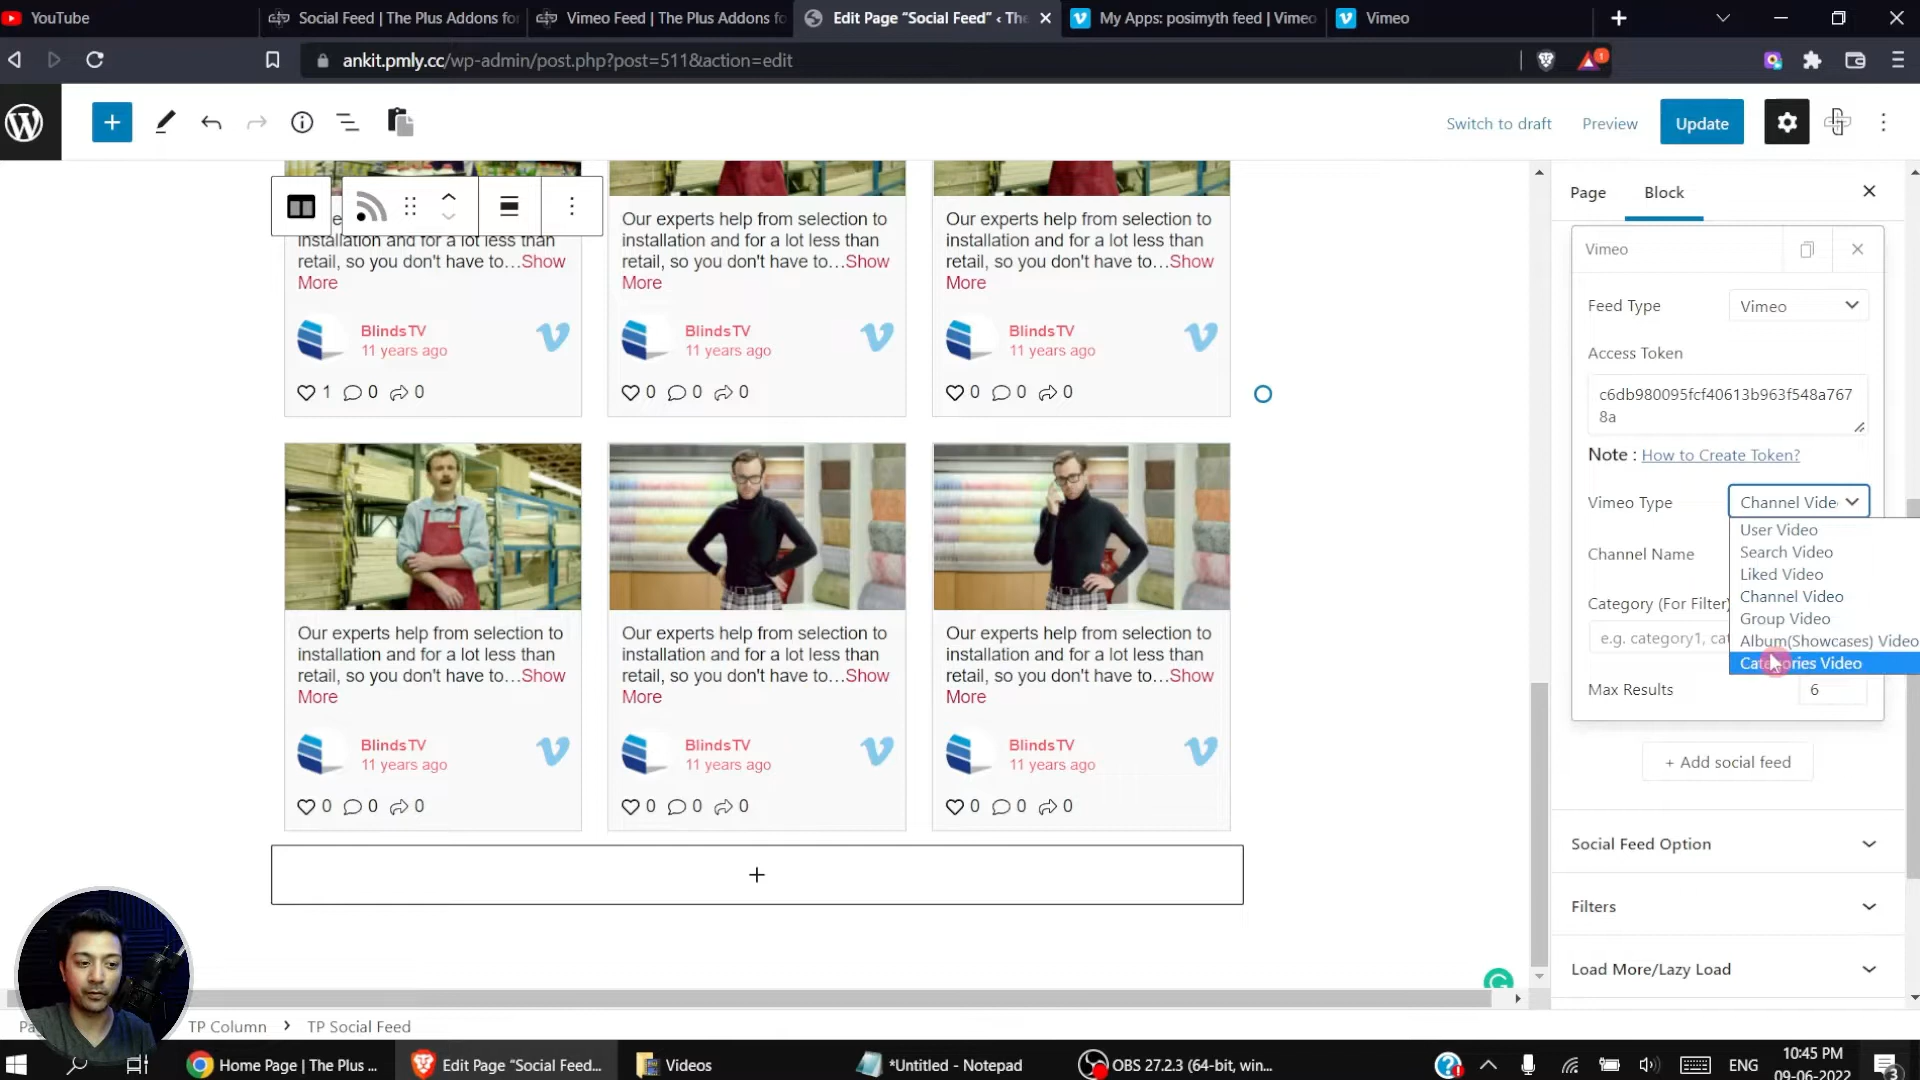 YouTube
Social Feed | The Plus Addons fo
Vimeo Feed | The Plus Addons fo
Edit Page “Social Feed” ‹ The
My Apps: posimyth feed | Vimeo
Vimeo
ankit.pmly.cc/wp-admin/post.php?post=511&action=edit
1
Switch to draft
Preview
Update
Page
Block
Vimeo
Feed Type
Vimeo
Access Token
c6db980095fcf40613b963f548a767
8a
Note : How to Create Token?
Vimeo Type
Channel Vide
User Video
Search Video
Liked Video
Channel Video
Group Video
Album(Showcases) Video
Categories Video
Channel Name
Category (For Filter)
e.g. category1, cat
Max Results
6
+ Add social feed
Social Feed Option
Filters
Load More/Lazy Load
installation and for a lot less than
retail, so you don't have to...Show
More
BlindsTV
11 years ago
1 0 0
Our experts help from selection to
installation and for a lot less than
retail, so you don't have to...Show
More
BlindsTV
11 years ago
0 0 0
Our experts help from selection to
installation and for a lot less than
retail, so you don't have to...Show
More
BlindsTV
11 years ago
0 0 0
Our experts help from selection to
installation and for a lot less than
retail, so you don't have to...Show
More
BlindsTV
11 years ago
0 0 0
Our experts help from selection to
installation and for a lot less than
retail, so you don't have to...Show
More
BlindsTV
11 years ago
0 0 0
Our experts help from selection to
installation and for a lot less than
retail, so you don't have to...Show
More
BlindsTV
11 years ago
0 0 0
+
TP Column > TP Social Feed
Home Page | The Plus ...
Edit Page “Social Feed...
Videos
*Untitled - Notepad
OBS 27.2.3 (64-bit, win...
ENG
10:45 PM
09-06-2022
3